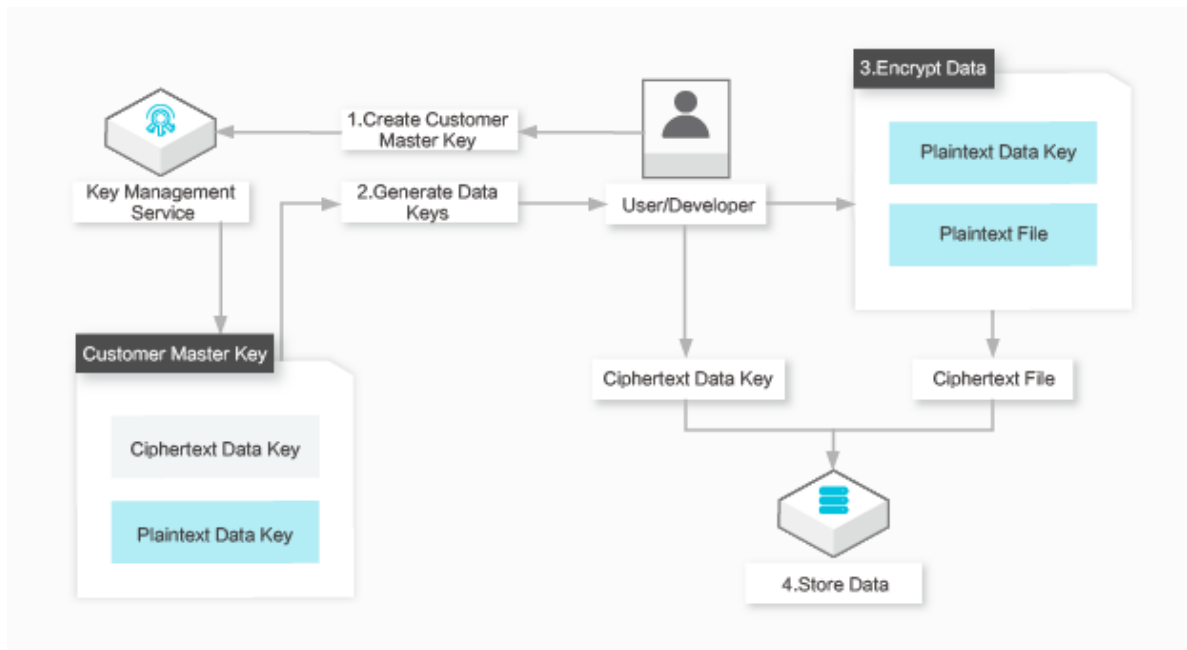 3.Encrypt Data
1.Create Customer
Master Key
Plaintext Data Key
Key Management
Service
2.Generate Data
Keys
User/Developer
Plaintext File
Customer Master Key
Ciphertext Data Key
Ciphertext File
Ciphertext Data Key
Plaintext Data Key
4.Store Data